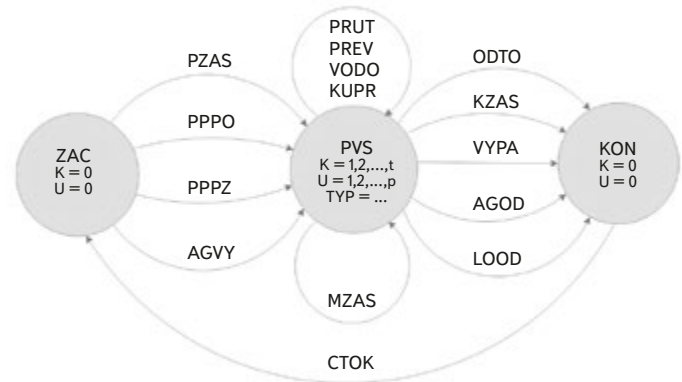 PRUT
PREV
VODO
KUPR
PZAS
ODTO
KZAS
PPPO
ZAC
K = 0
U = 0
PVS
K = 1,2,...,t
U = 1,2,...,p
TYP = ...
VYPA
KON
K = 0
U = 0
PPPZ
AGOD
AGVY
LOOD
MZAS
CTOK